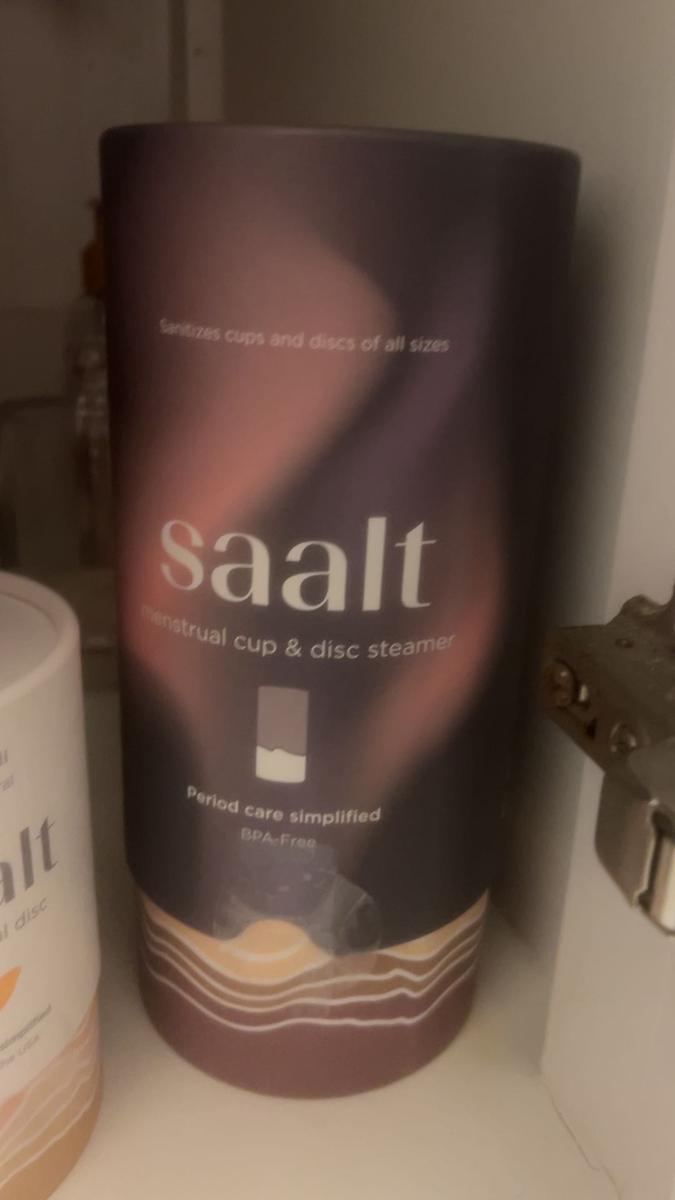 Sanitizes cups and discs of all sizes
saalt
menstrual cup & disc steamer
Period care simplified
BPA-Free
alt
disc
simplified